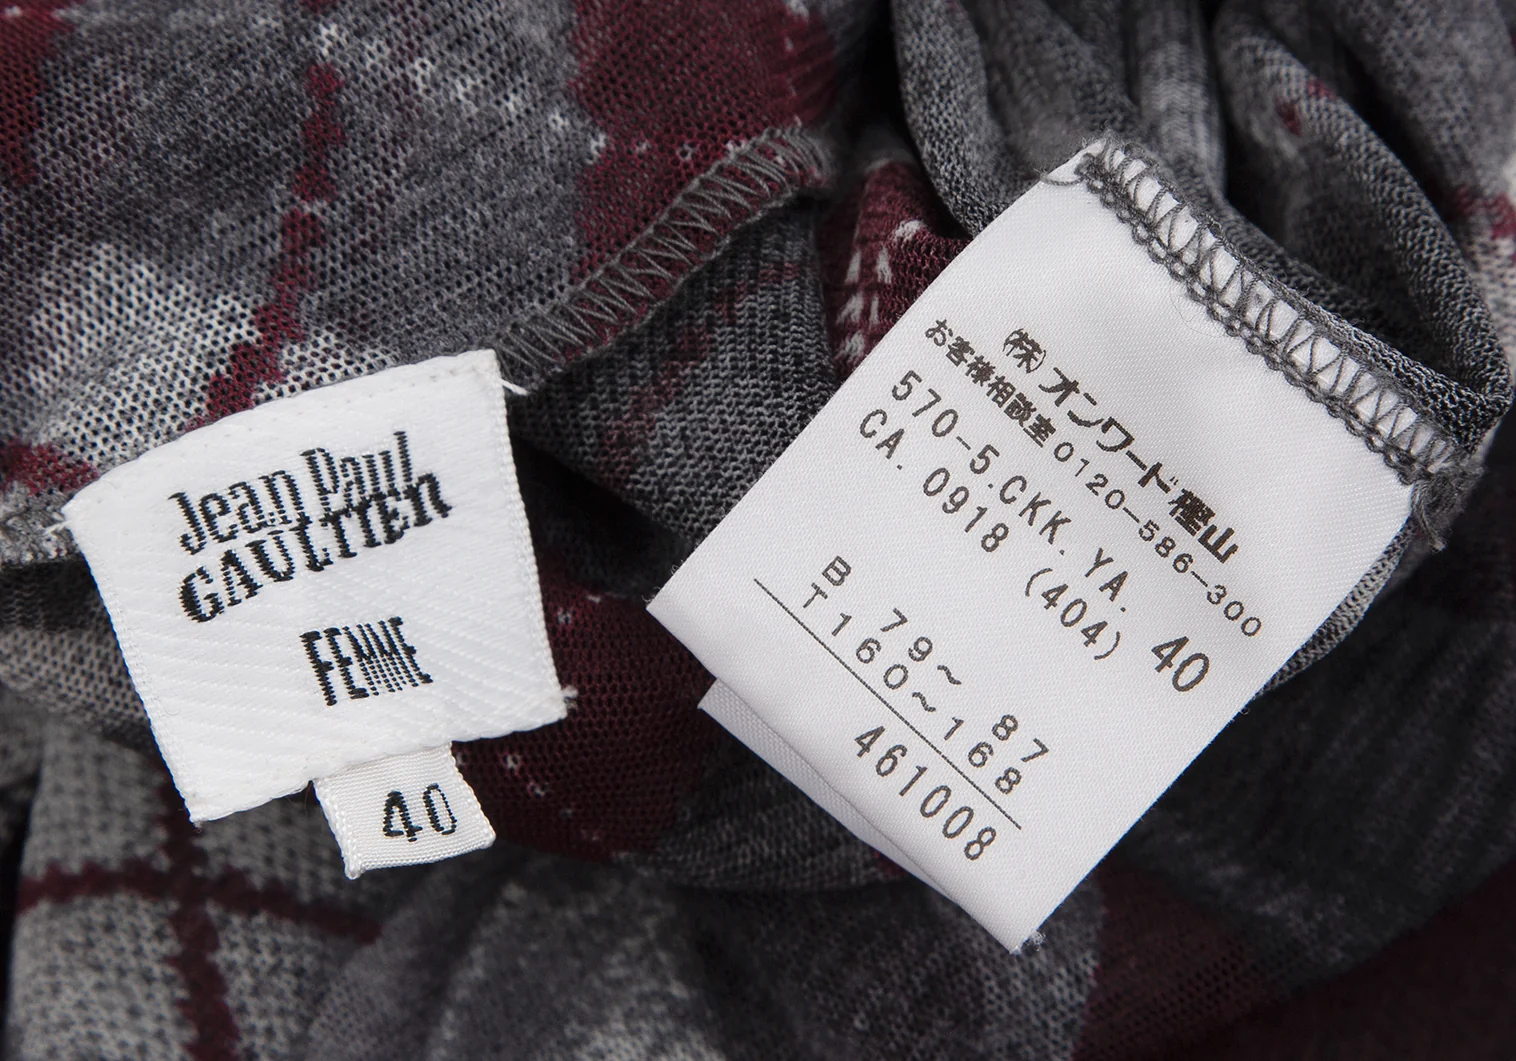 Jean Paul
GAULTIER
FEMME
40
㈱オンワード樫山
お客様相談室0120-586-300
570-5.CKK.YA. 40
CA.0918 (404)
B 79～ 87
T160～168
461008